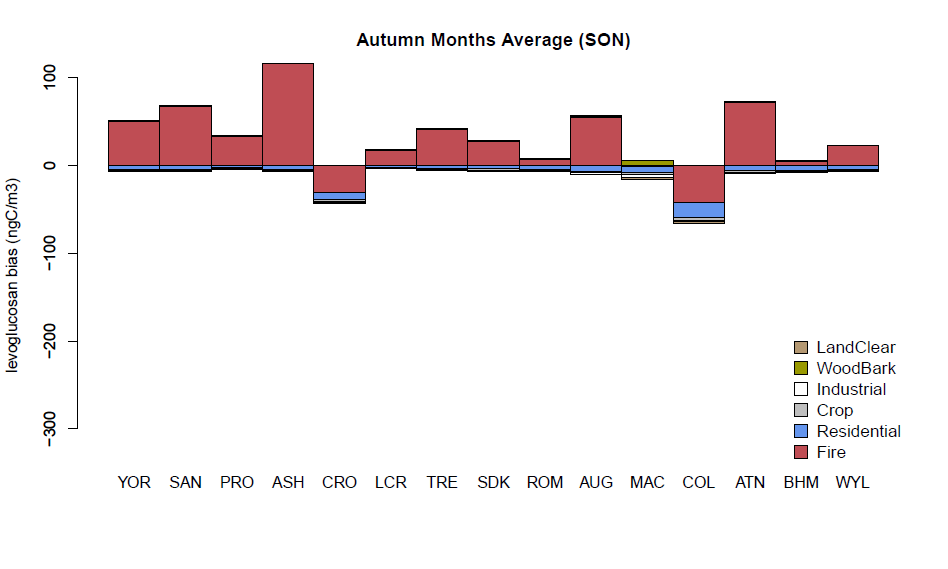 Autumn Months Average (SON)
levoglucosan bias (ngC/m3)
100
0
−100
−200
−300
LandClear
WoodBark
Industrial
Crop
Residential
Fire
YOR SAN PRO ASH CRO LCR TRE SDK ROM AUG MAC COL ATN BHM WYL